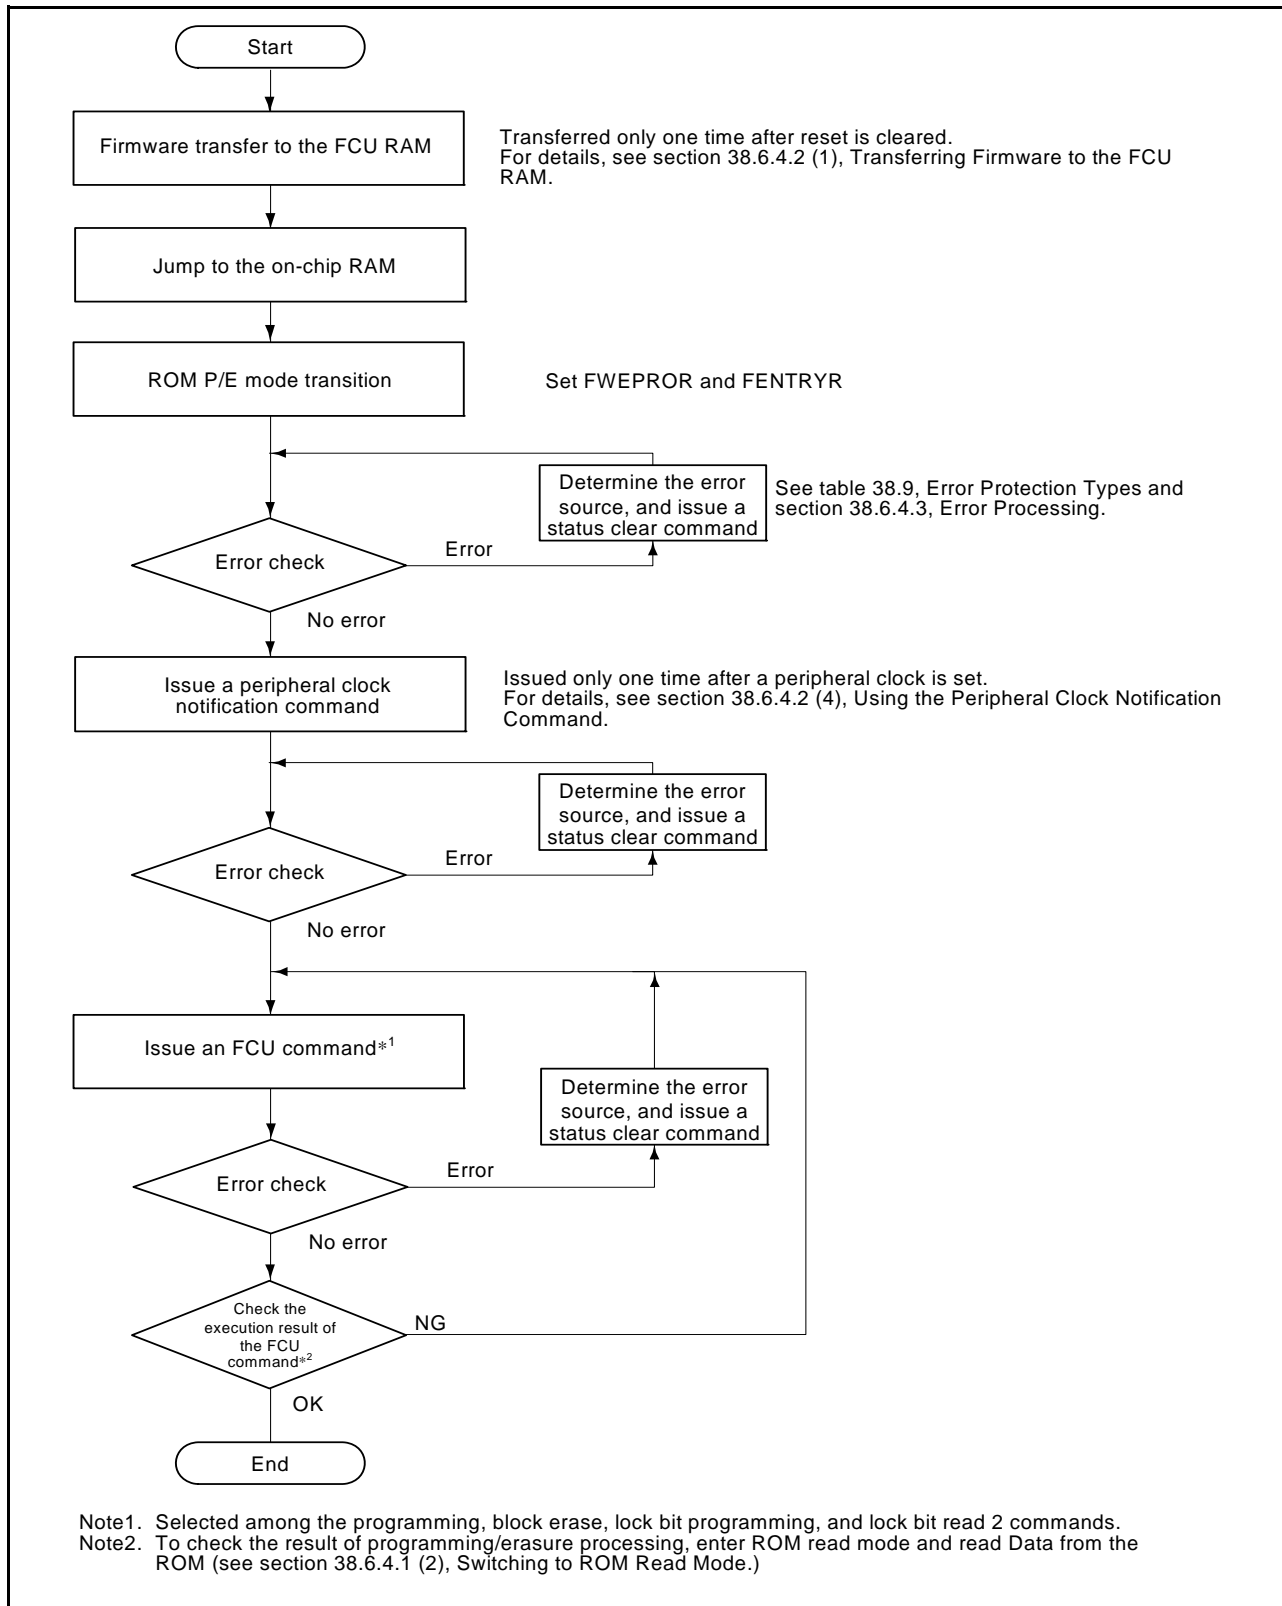 Start
Firmware transfer to the FCU RAM
Transferred only one time after reset is cleared.
For details, see section 38.6.4.2 (1), Transferring Firmware to the FCU
RAM.
Jump to the on-chip RAM
ROM P/E mode transition
Set FWEPROR and FENTRYR
Determine the error
source, and issue a
status clear command
See table 38.9, Error Protection Types and
section 38.6.4.3, Error Processing.
Error check
Error
No error
Issue a peripheral clock
notification command
Issued only one time after a peripheral clock is set.
For details, see section 38.6.4.2 (4), Using the Peripheral Clock Notification
Command.
Determine the error
source, and issue a
status clear command
Error check
Error
No error
Issue an FCU command*1
Determine the error
source, and issue a
status clear command
Error check
Error
No error
Check the
execution result of
the FCU
command*2
NG
OK
End
Note1. Selected among the programming, block erase, lock bit programming, and lock bit read 2 commands.
Note2. To check the result of programming/erasure processing, enter ROM read mode and read Data from the
ROM (see section 38.6.4.1 (2), Switching to ROM Read Mode.)